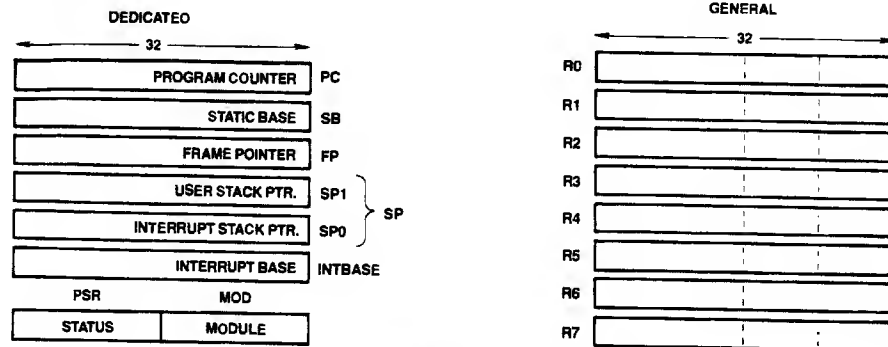 DEDICATED
32
PROGRAM COUNTER PC
STATIC BASE SB
FRAME POINTER FP
USER STACK PTR. SP1
SP
INTERRUPT STACK PTR. SP0
INTERRUPT BASE INTBASE
PSR MOD
STATUS MODULE
GENERAL
32
R0
R1
R2
R3
R4
R5
R6
R7